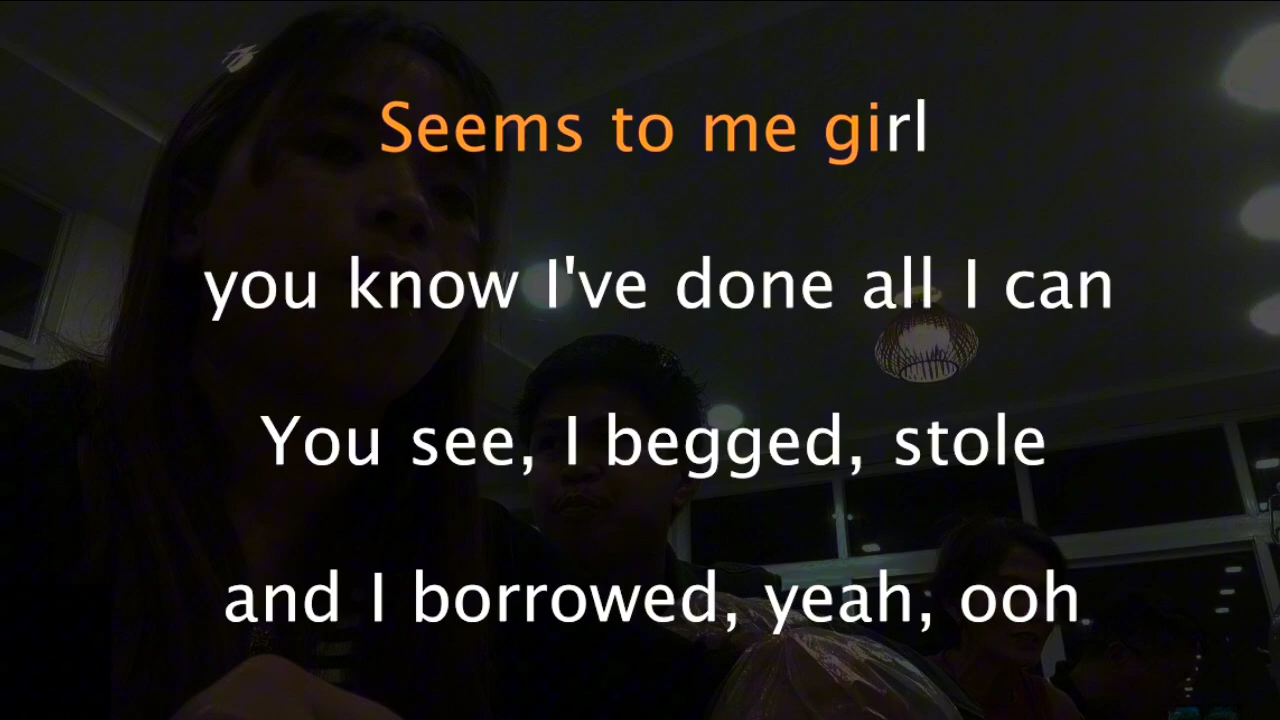 Seems to me girl
you know I've done all I can
You see, I begged, stole
and I borrowed, yeah, ooh